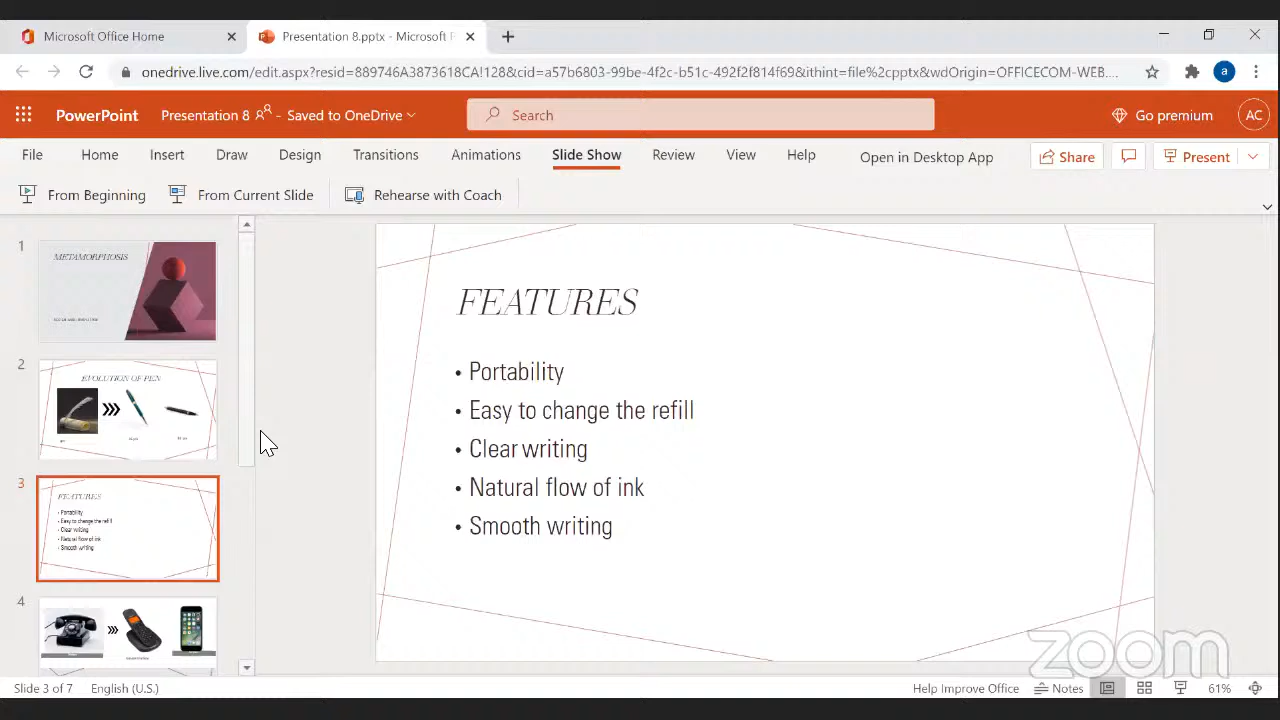 Microsoft Office Home
Presentation 8.pptx - Microsoft P
onedrive.live.com/edit.aspx?resid=889746A3873618CA!128&cid=a57b6803-99be-4f2c-b51c-492f2f814f68&ithint=file%2cpptx&wdOrigin=OFFICECOM-WEB....
a
PowerPoint Presentation 8 - Saved to OneDrive
Search
Go premium AC
File Home Insert Draw Design Transitions Animations Slide Show Review View Help Open in Desktop App Share Present
From Beginning From Current Slide Rehearse with Coach
1
METAMORPHOSIS
2
EVOLUTION OF PEN
3
FEATURES
Portability
Easy to change the refill
Clear writing
Natural flow of ink
Smooth writing
4
FEATURES
• Portability
• Easy to change the refill
• Clear writing
• Natural flow of ink
• Smooth writing
zoom
Slide 3 of 7 English (U.S.) Help Improve Office Notes 61%